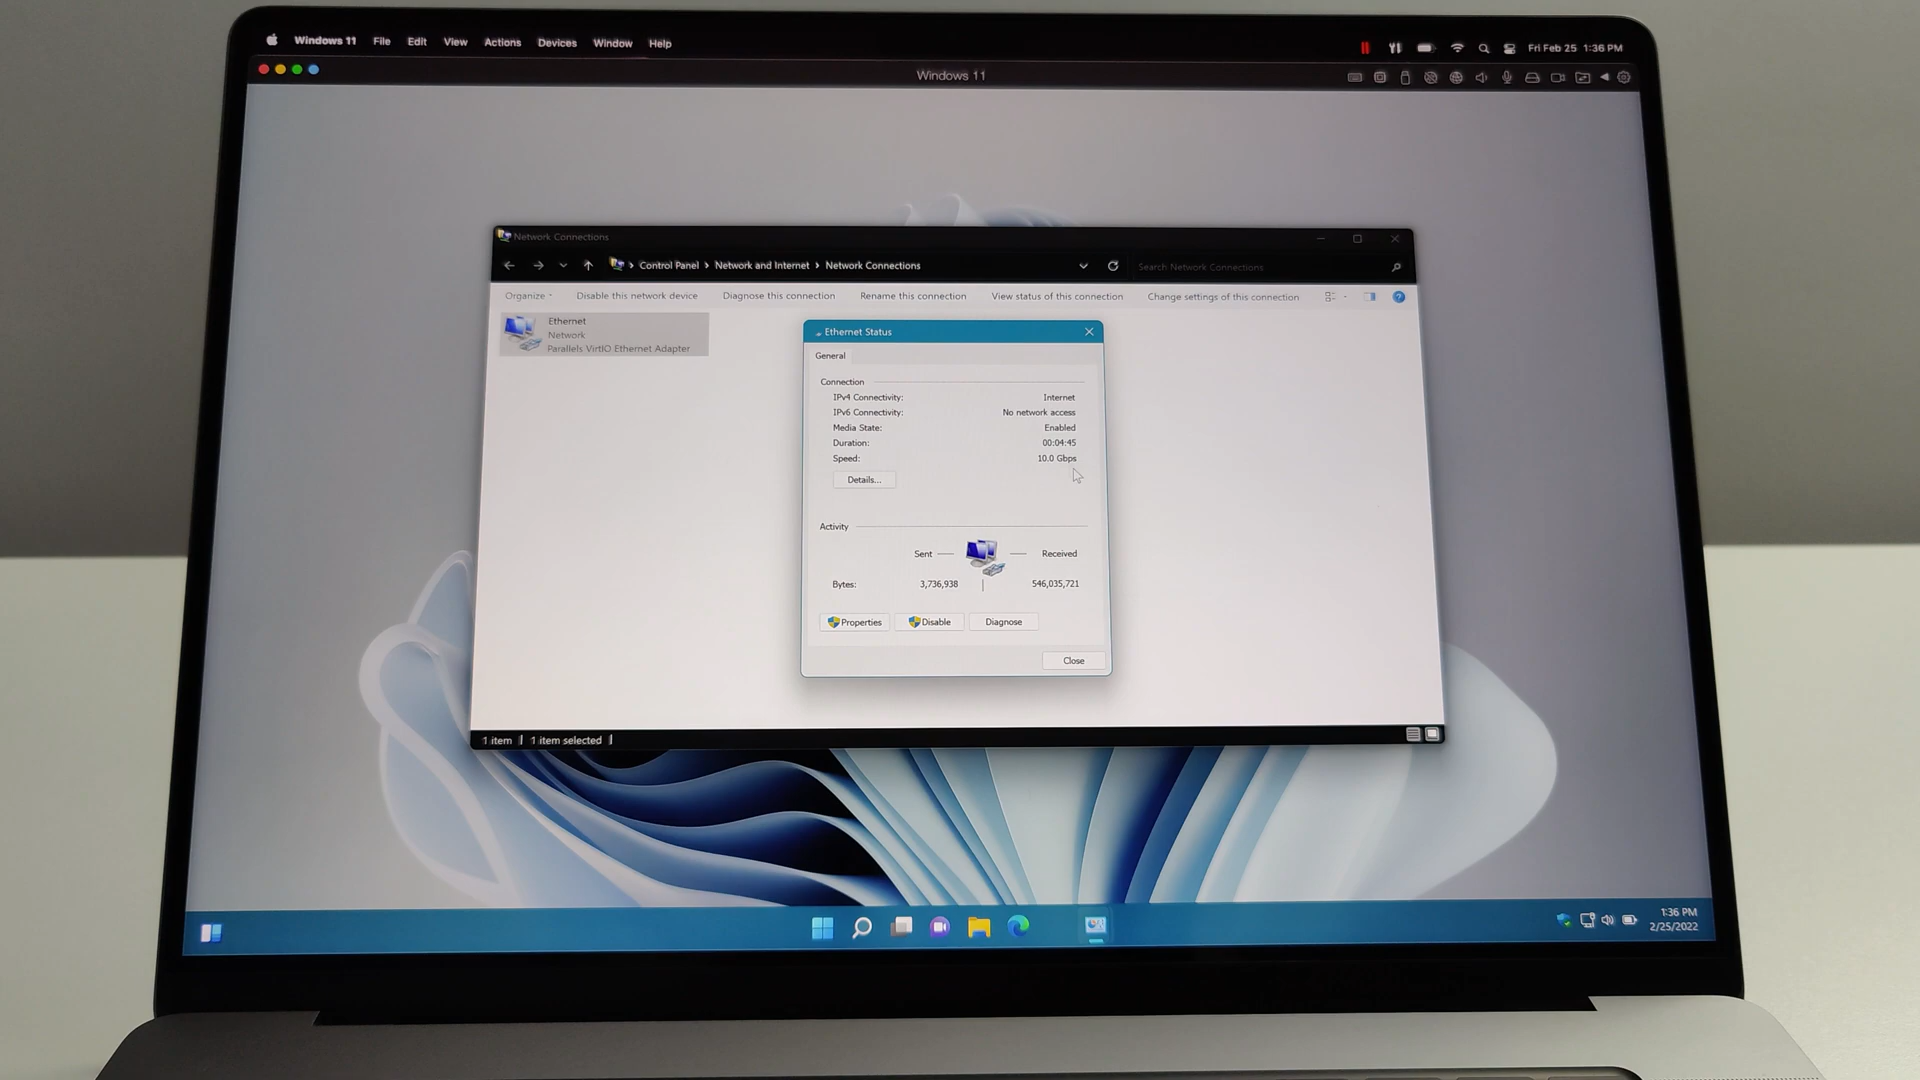 Windows 11 File Edit View Actions Devices Window Help Fri Feb 25 1:36 PM
Windows 11
Network Connections
Control Panel > Network and Internet > Network Connections Search Network Connections
Organize Disable this network device Diagnose this connection Rename this connection View status of this connection Change settings of this connection
Ethernet
Network
Parallels VirtIO Ethernet Adapter
Ethernet Status
General
Connection
IPv4 Connectivity: Internet
IPv6 Connectivity: No network access
Media State: Enabled
Duration: 00:04:45
Speed: 10.0 Gbps
Details...
Activity
Sent Received
Bytes: 3,736,938 546,035,721
Properties Disable Diagnose
Close
1 item 1 item selected
1:36 PM
2/25/2022